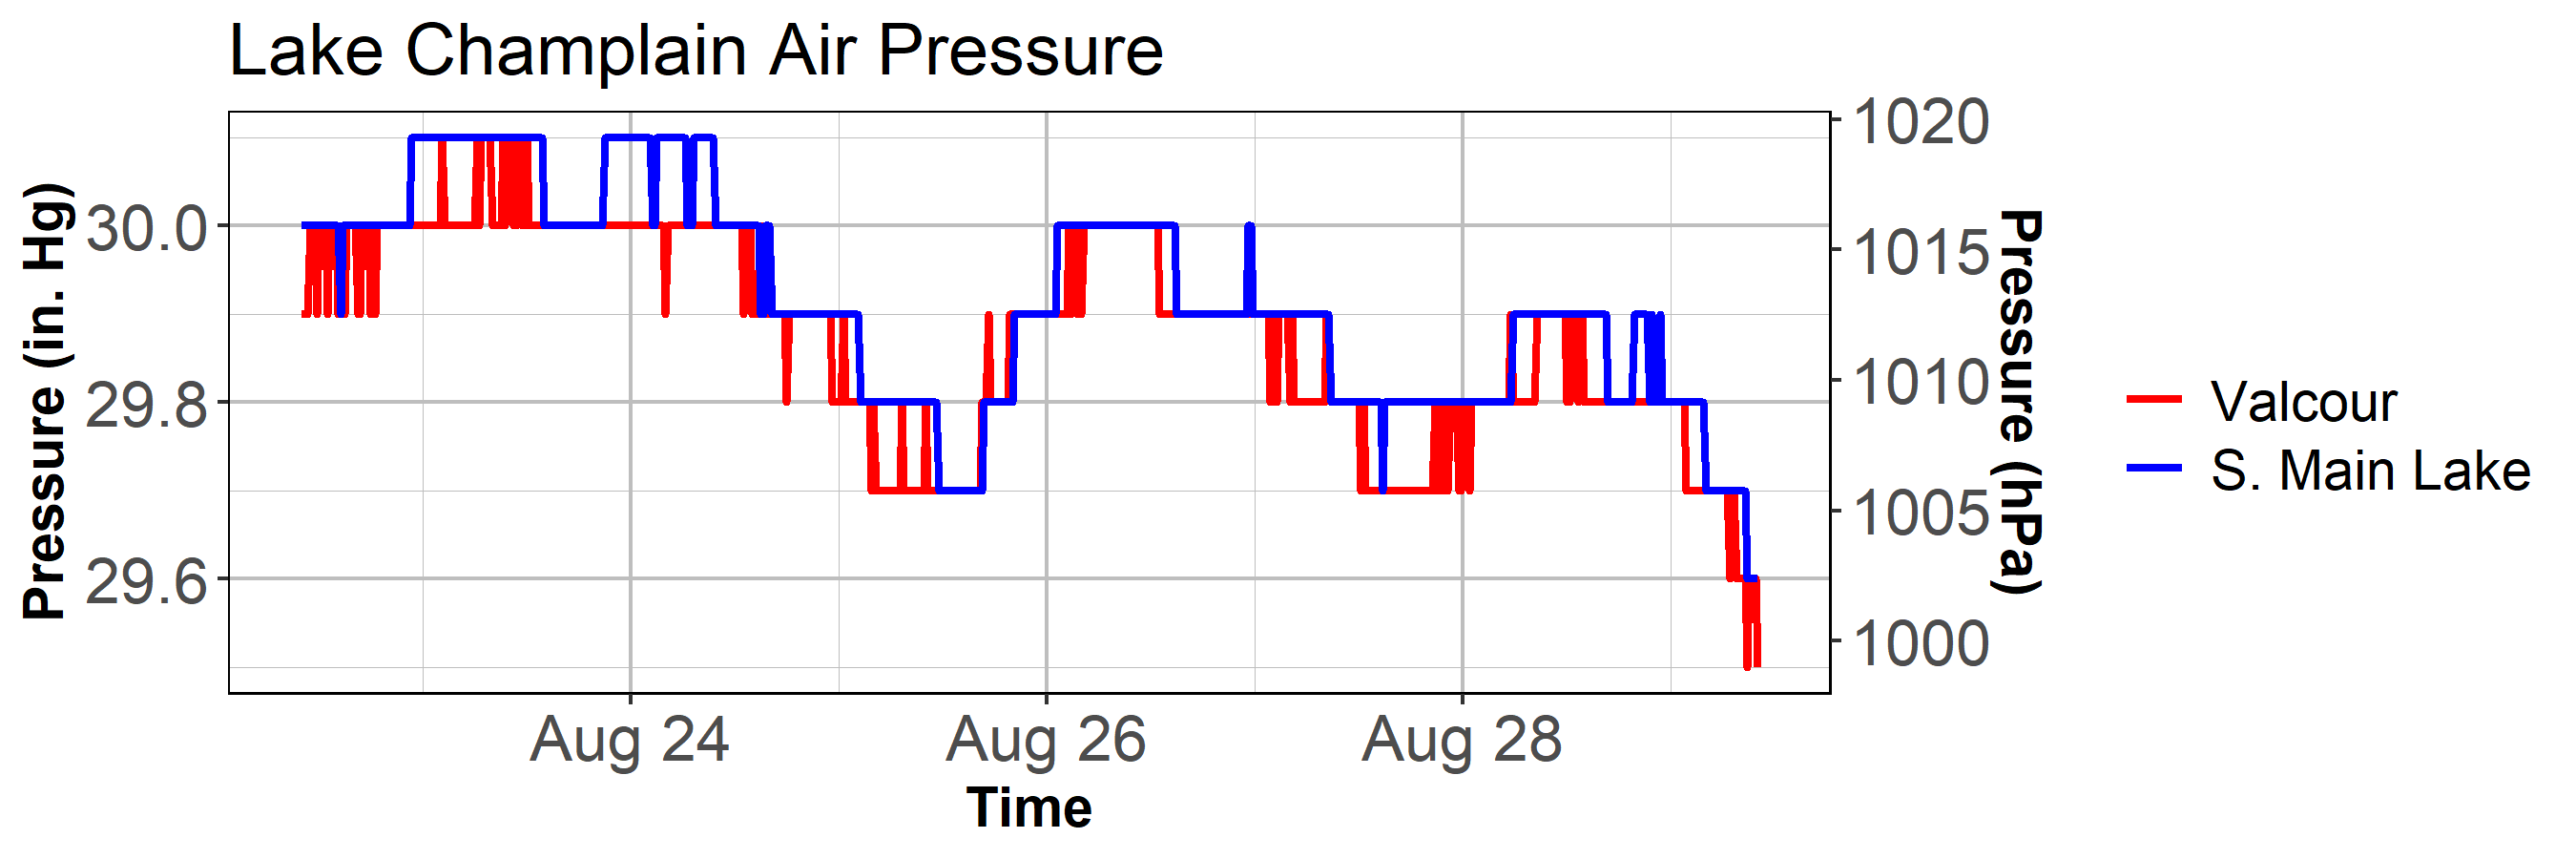 Lake Champlain Air Pressure
Pressure (in. Hg)
30.0
29.8
29.6
1020
1015
1010
1005
1000
Pressure (hPa)
Aug 24
Aug 26
Aug 28
Time
Valcour
S. Main Lake